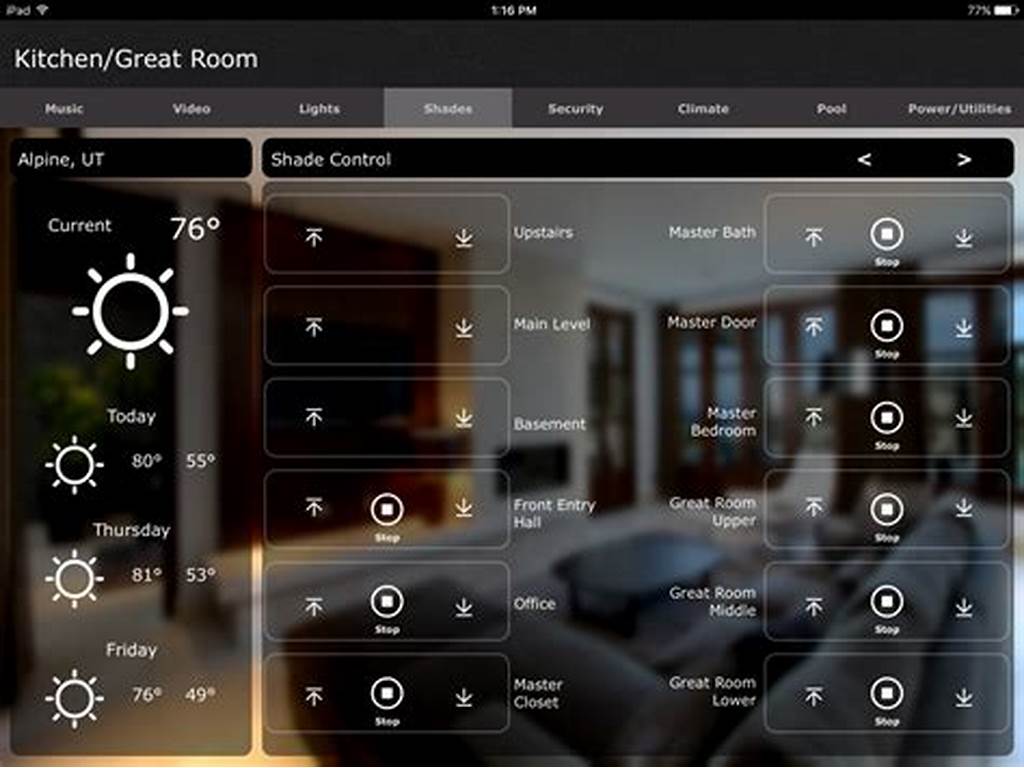 iPad 1:16 PM 77%
Kitchen/Great Room
Music Video Lights Shades Security Climate Pool Power/Utilities
Alpine, UT
Current 76°
Today
80° 55°
Thursday
81° 53°
Friday
76° 49°
Shade Control < >
Upstairs
Master Bath
Stop
Main Level
Master Door
Stop
Basement
Master
Bedroom
Stop
Stop
Front Entry
Hall
Great Room
Upper
Stop
Stop
Office
Great Room
Middle
Stop
Stop
Master
Closet
Great Room
Lower
Stop